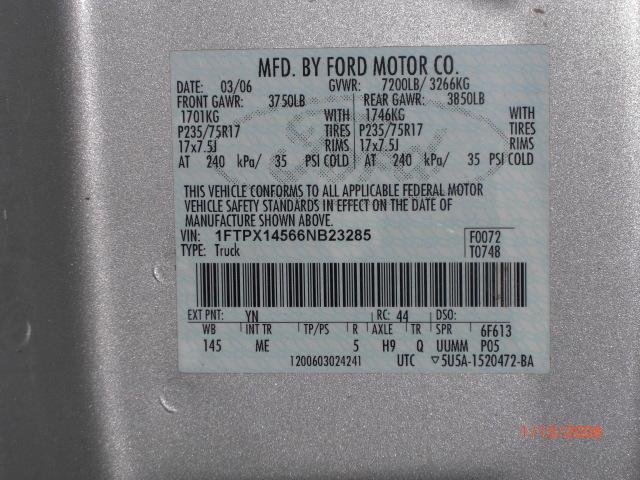 MFD. BY FORD MOTOR CO.
DATE: 03/06 GVWR: 7200LB/ 3266KG
FRONT GAWR: 3750LB REAR GAWR: 3850LB
1701KG WITH 1746KG WITH
P235/75R17 TIRES P235/75R17 TIRES
17x7.5J RIMS 17x7.5J RIMS
AT 240 kPa/ 35 PSI COLD AT 240 kPa/ 35 PSI COLD
THIS VEHICLE CONFORMS TO ALL APPLICABLE FEDERAL MOTOR
VEHICLE SAFETY STANDARDS IN EFFECT ON THE DATE OF
MANUFACTURE SHOWN ABOVE.
VIN: 1FTPX14566NB23285 F0072
TYPE: Truck T0748
EXT PNT: YN RC: 44 DSO:
WB INT TR TP/PS R AXLE TR SPR 6F613
145 ME 5 H9 Q UUMM P05
1200603024241 UTC ▽5U5A-1520472-BA